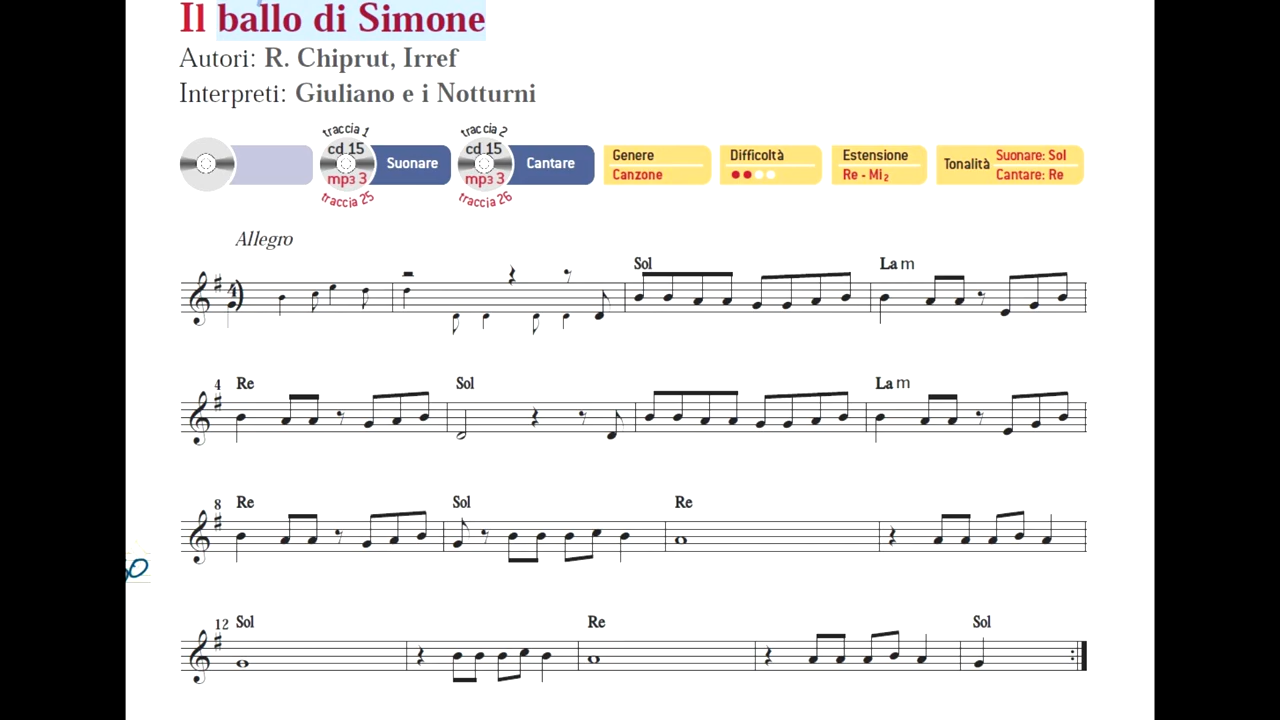 Il ballo di Simone
Autori: R. Chiprut, Irref
Interpreti: Giuliano e i Notturni
traccia 1
cd 15
mp3 3
traccia 25
Suonare
traccia 2
cd 15
mp3 3
traccia 26
Cantare
Genere
Canzone
Difficoltà
Estensione
Re - Mi2
Tonalità
Suonare: Sol
Cantare: Re
Allegro
Sol La m
4 Re Sol La m
8 Re Sol Re
12 Sol Re Sol